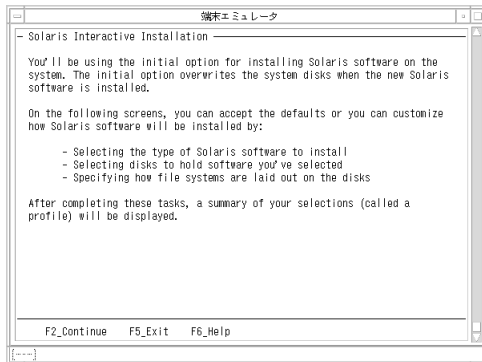 端末エミュレータ
- Solaris Interactive Installation
You'll be using the initial option for installing Solaris software on the
system. The initial option overwrites the system disks when the new Solaris
software is installed.
On the following screens, you can accept the defaults or you can customize
how Solaris software will be installed by:
- Selecting the type of Solaris software to install
- Selecting disks to hold software you've selected
- Specifying how file systems are laid out on the disks
After completing these tasks, a summary of your selections (called a
profile) will be displayed.
F2_Continue F5_Exit F6_Help
[----]